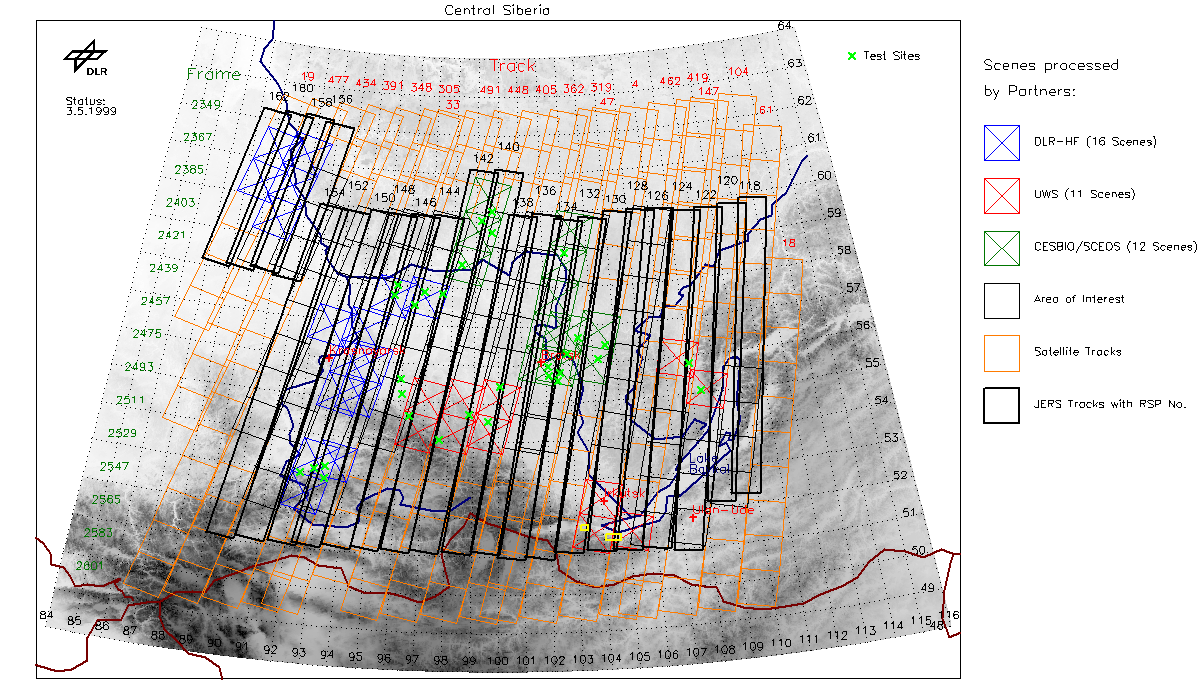 Central Siberia
DLR
Status:
3.5.1999
Frame
Track
Test Sites
19 477 434 391 348 305 491 448 405 362 319 4 462 419 104
33 47 147 61
18
2349
2367
2385
2403
2421
2439
2457
2475
2493
2511
2529
2547
2565
2583
2601
162 180 158 156
142 140
154 152 150 148 146 144 138 136 134 132 130 128 126 124 122 120 118
64
63
62
61
60
59
58
57
56
55
54
53
52
51
50
49
48
84 85 86 87 88 89 90 91 92 93 94 95 96 97 98 99 100 101 102 103 104 105 106 107 108 109 110 111 112 113 114 115 116
Lake
Ulan-Ude
Scenes processed
by Partners:
DLR-HF (16 Scenes)
UWS (11 Scenes)
CESBIO/SCEOS (12 Scenes)
Area of Interest
Satellite Tracks
JERS Tracks with RSP No.